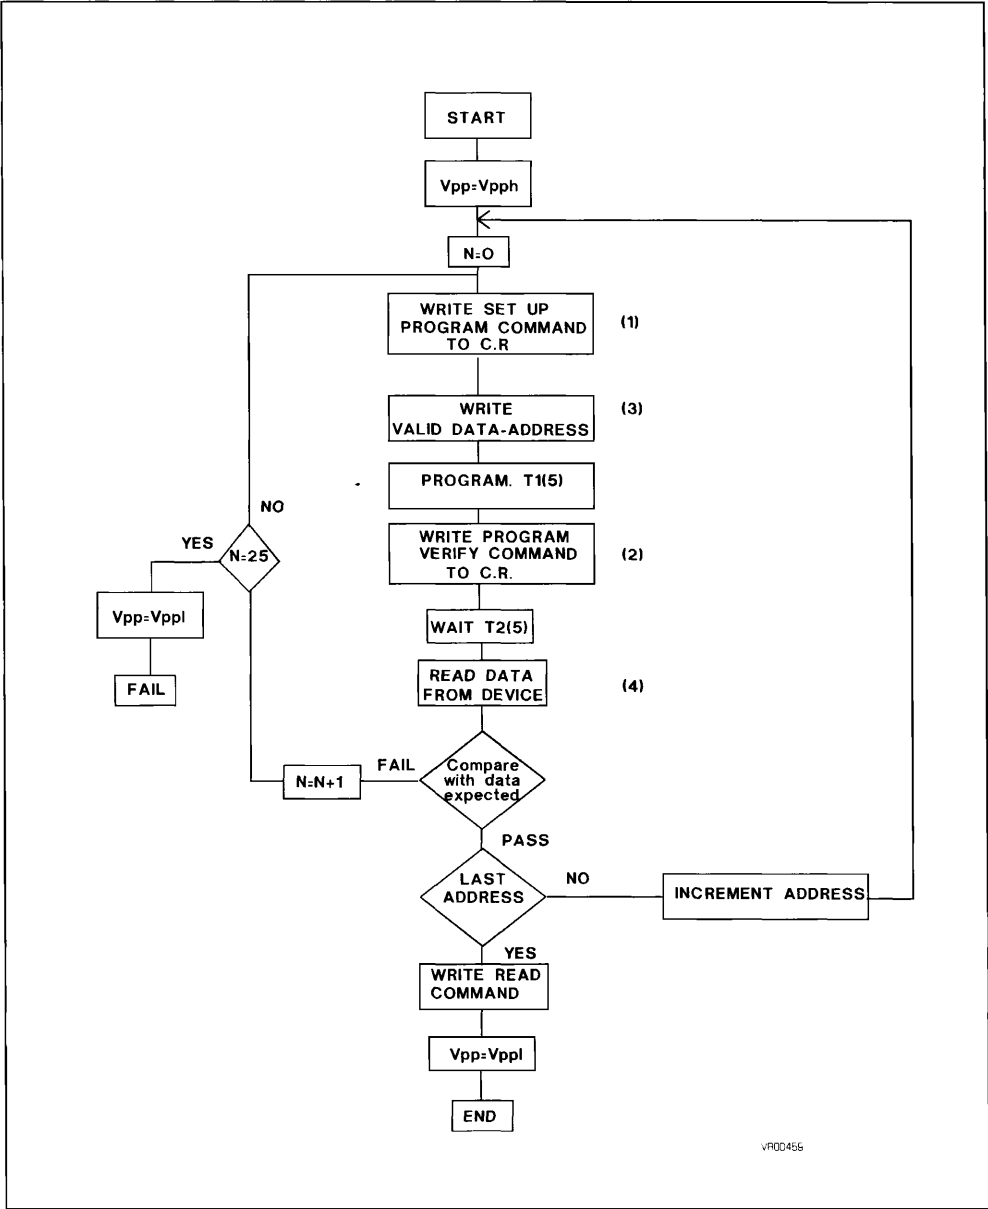 START
Vpp=Vpph
N=0
WRITE SET UP
PROGRAM COMMAND
TO C.R
(1)
WRITE
VALID DATA-ADDRESS
(3)
PROGRAM. T1(5)
NO
WRITE PROGRAM
VERIFY COMMAND
TO C.R.
(2)
YES
N=25
Vpp=Vppl
FAIL
WAIT T2(5)
READ DATA
FROM DEVICE
(4)
Compare
with data
expected
FAIL
N=N+1
PASS
LAST
ADDRESS
NO
INCREMENT ADDRESS
YES
WRITE READ
COMMAND
Vpp=Vppl
END